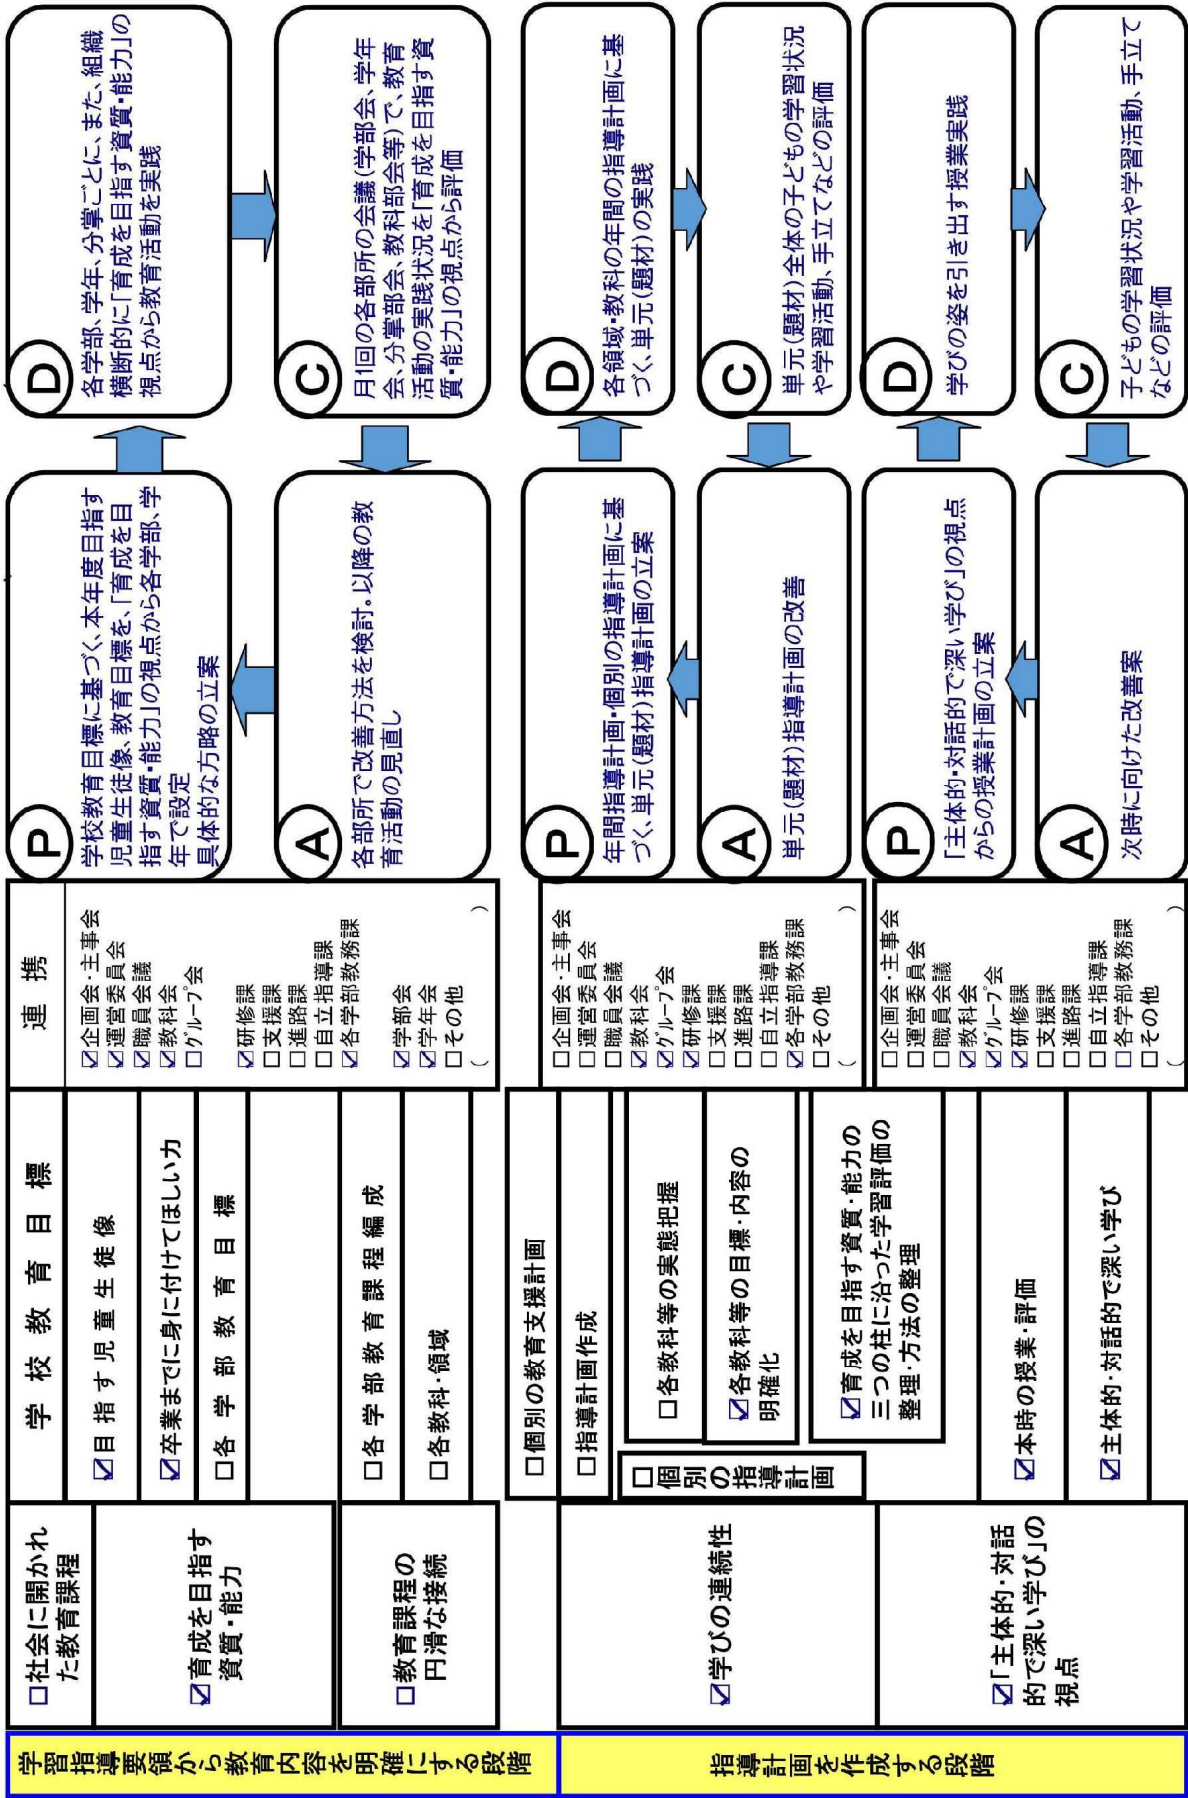 学習指導要領から教育内容を明確にする段階
□社会に開かれ
た教育課程
☑育成を目指す
資質・能力
□教育課程の
円滑な接続
学校教育目標
☑目指す児童生徒像
☑卒業までに身に付けてほしい力
□各学部教育目標
□各学部教育課程編成
□各教科・領域
連携
☑企画会・主事会
☑運営委員会
☑職員会議
☑教科会
□グループ会
☑研修課
□支援課
□進路課
□自立指導課
☑各学部教務課
☑学部会
☑学年会
□その他
( )
P
学校教育目標に基づく、本年度目指す
児童生徒像、教育目標を、「育成を目
指す資質・能力」の視点から各学部、学
年で設定
具体的な方略の立案
D
各学部、学年、分掌ごとに、また、組織
横断的に「育成を目指す資質・能力」の
視点から教育活動を実践
A
各部所で改善方法を検討。以降の教
育活動の見直し
C
月1回の各部所の会議(学部会、学年
会、分掌部会、教科部会等)で、教育
活動の実践状況を「育成を目指す資
質・能力」の視点から評価
指導計画を作成する段階
☑学びの連続性
☑「主体的・対話
的で深い学び」の
視点
□個別の教育支援計画
□指導計画作成
□個別の指導計画
□各教科等の実態把握
☑各教科等の目標・内容の
明確化
☑育成を目指す資質・能力の
三つの柱に沿った学習評価の
整理・方法の整理
☑本時の授業・評価
☑主体的・対話的で深い学び
□企画会・主事会
□運営委員会
□職員会議
☑教科会
☑グループ会
☑研修課
□支援課
□進路課
□自立指導課
☑各学部教務課
□その他
( )
P
年間指導計画・個別の指導計画に基
づく、単元(題材)指導計画の立案
D
各領域・教科の年間の指導計画に基
づく、単元(題材)の実践
A
単元(題材)指導計画の改善
C
単元(題材)全体の子どもの学習状況
や学習活動、手立てなどの評価
□企画会・主事会
□運営委員会
□職員会議
☑教科会
☑グループ会
☑研修課
□支援課
□進路課
□自立指導課
□各学部教務課
□その他
( )
P
「主体的・対話的で深い学び」の視点
からの授業計画の立案
D
学びの姿を引き出す授業実践
A
次時に向けた改善案
C
子どもの学習状況や学習活動、手立て
などの評価